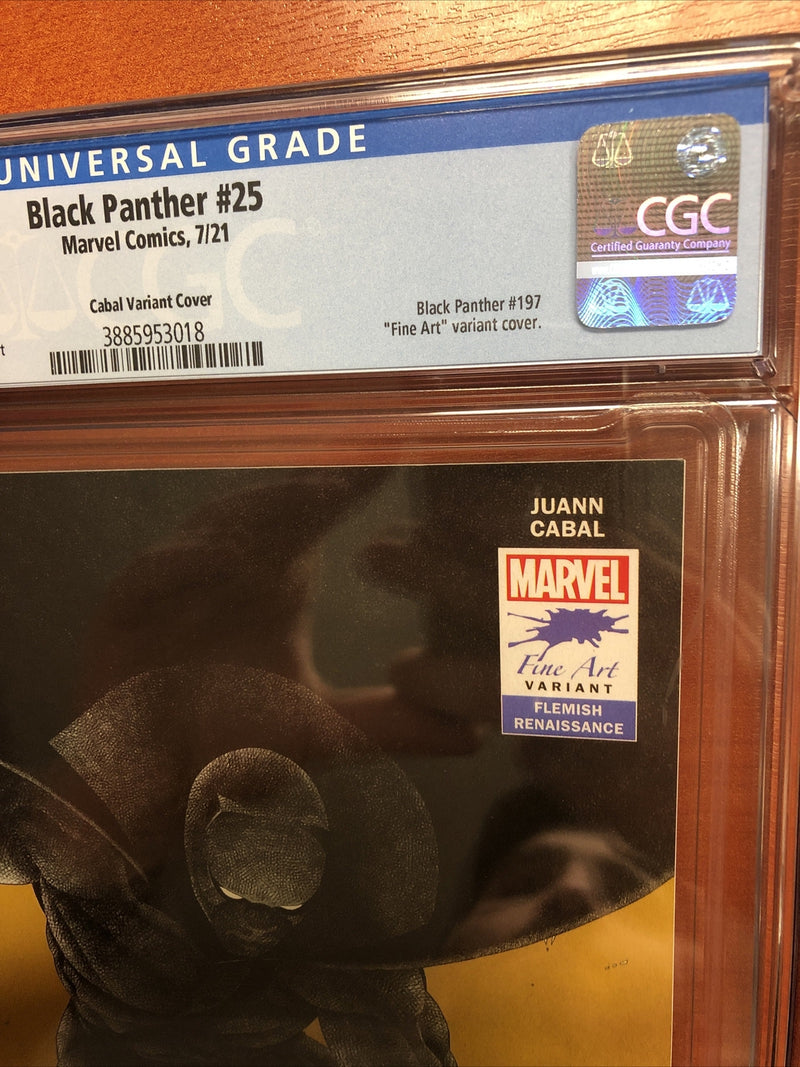 UNIVERSAL GRADE
Black Panther #25
Marvel Comics, 7/21
Cabal Variant Cover
3885953018
Black Panther #197
"Fine Art" variant cover.
CGC
CGC
Certified Guaranty Company
JUANN
CABAL
MARVEL
Fine Art
VARIANT
FLEMISH
RENAISSANCE